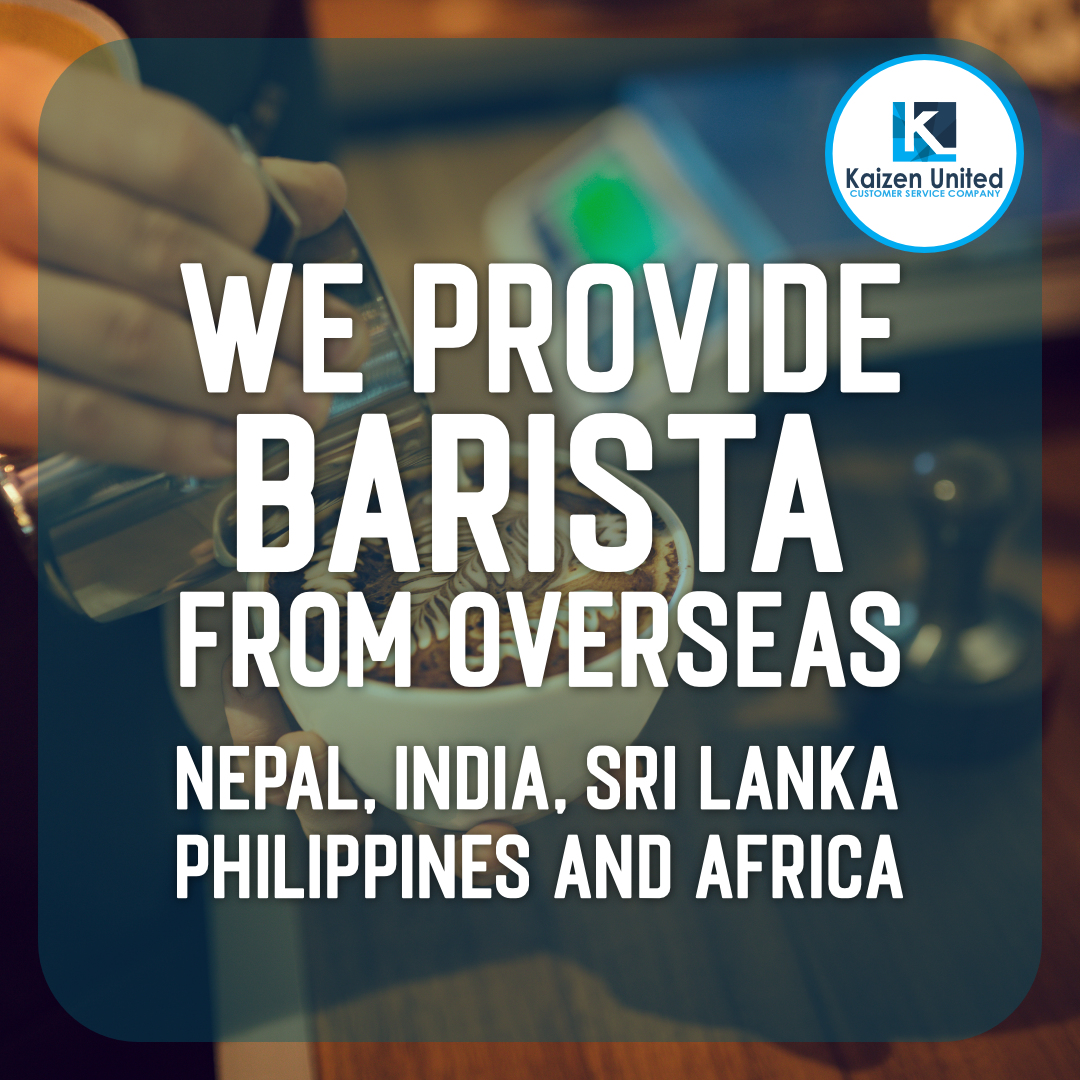 K
Kaizen United
CUSTOMER SERVICE COMPANY
WE PROVIDE
BARISTA
FROM OVERSEAS
NEPAL, INDIA, SRI LANKA
PHILIPPINES AND AFRICA